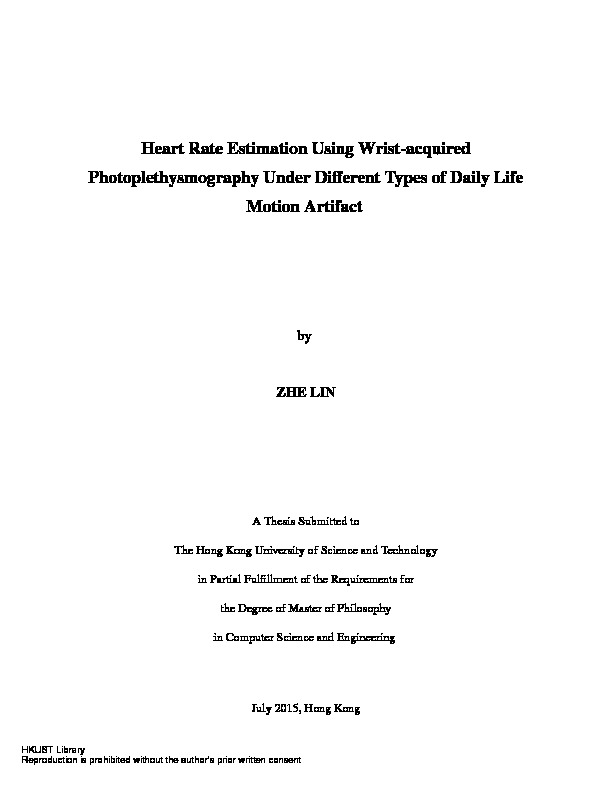 Heart Rate Estimation Using Wrist-acquired
Photoplethysmography Under Different Types of Daily Life
Motion Artifact
by
ZHE LIN
A Thesis Submitted to
The Hong Kong University of Science and Technology
in Partial Fulfillment of the Requirements for
the Degree of Master of Philosophy
in Computer Science and Engineering
July 2015, Hong Kong
HKUST Library
Reproduction is prohibited without the author's prior written consent